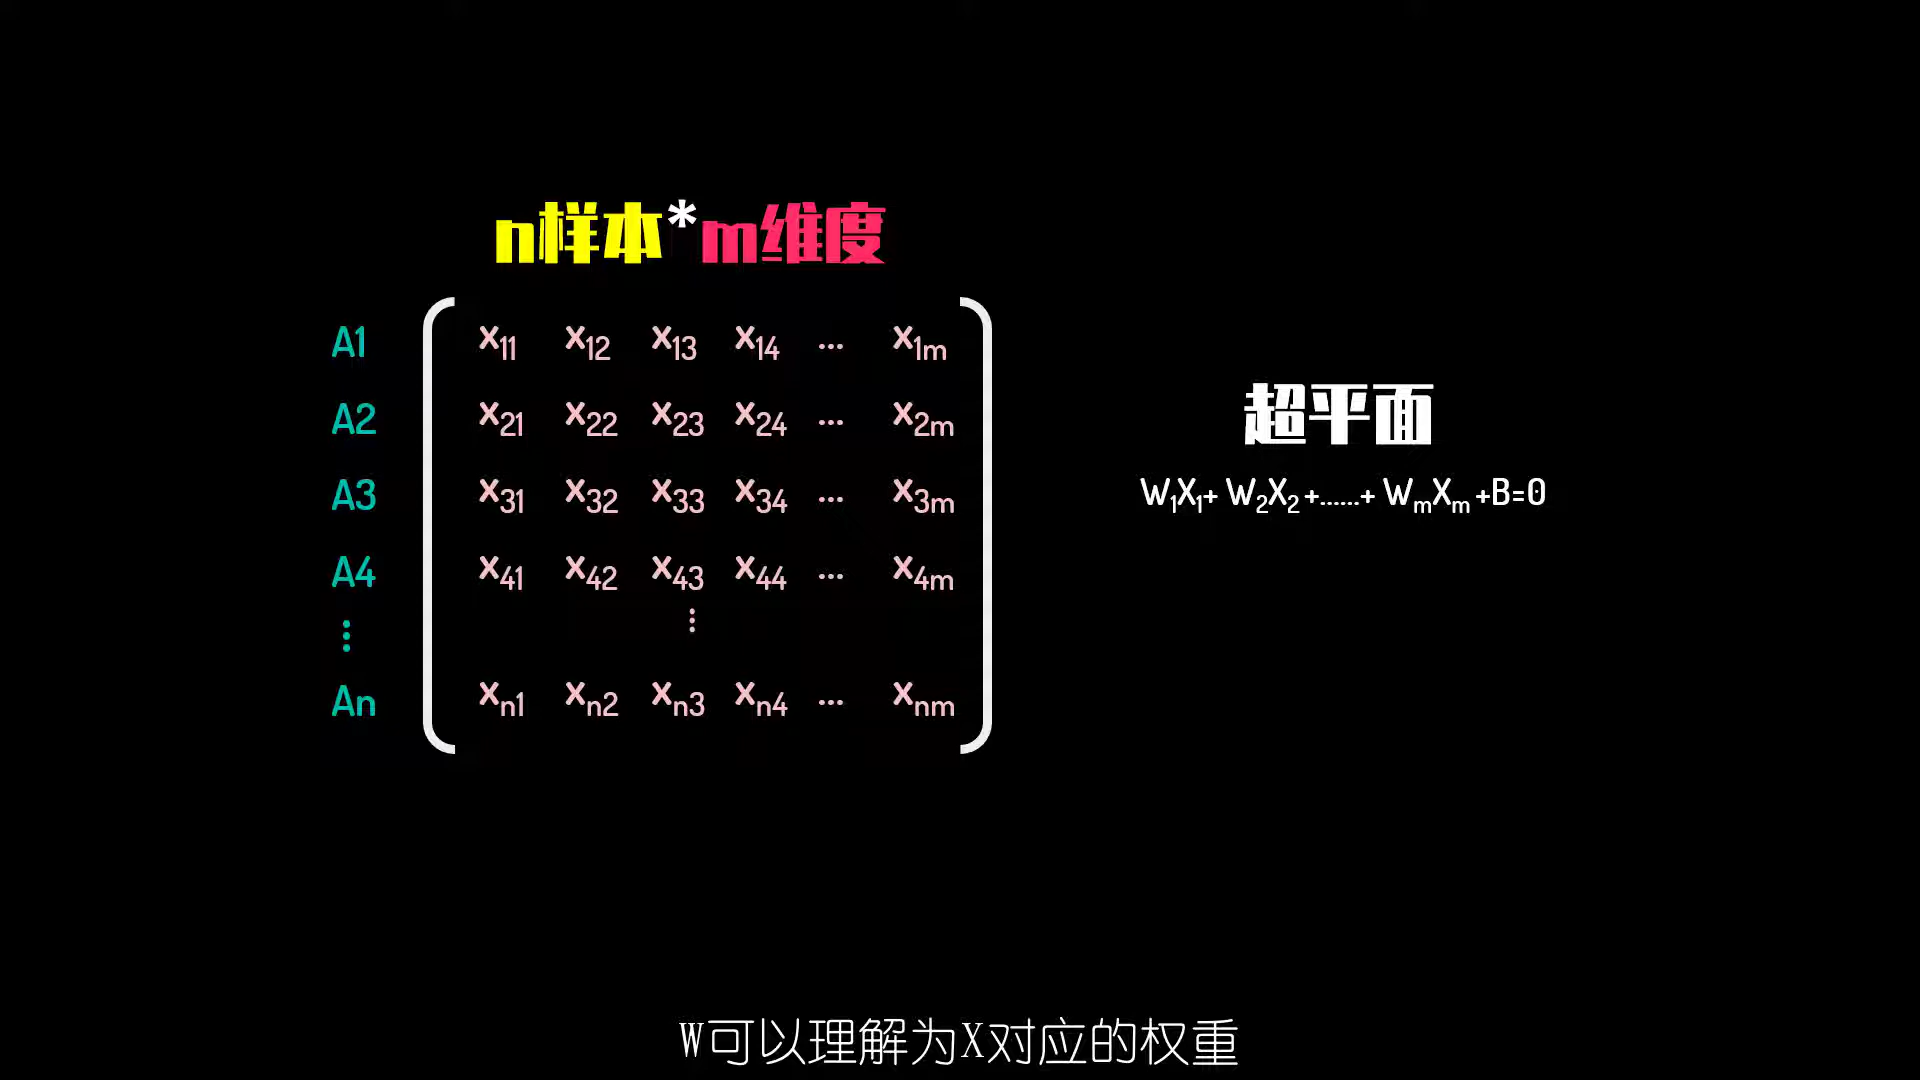 n样本*m维度
A1 x11 x12 x13 x14 ... x1m
A2 x21 x22 x23 x24 ... x2m
A3 x31 x32 x33 x34 ... x3m
A4 x41 x42 x43 x44 ... x4m
⋮ ⋮
An xn1 xn2 xn3 xn4 ... xnm
超平面
W1X1+ W2X2 +......+ WmXm +B=0
W可以理解为X对应的权重